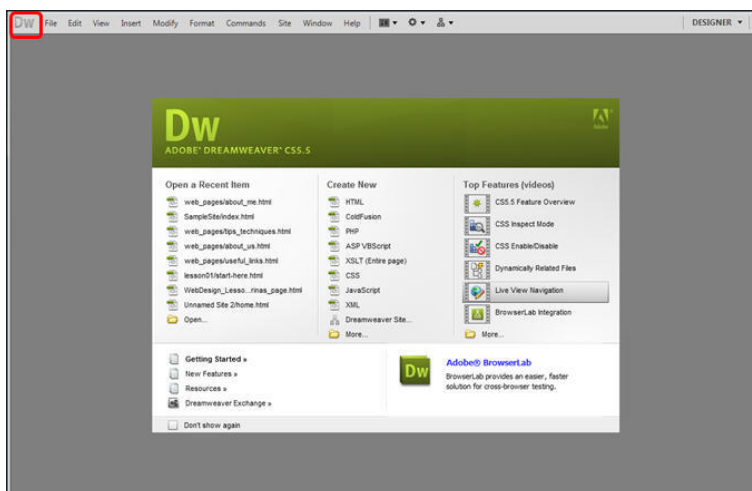 DW File Edit View Insert Modify Format Commands Site Window Help DESIGNER
Dw
ADOBE® DREAMWEAVER® CS5.5
Adobe
Open a Recent Item
web_pages/about_me.html
SampleSite/index.html
web_pages/tips_techniques.html
web_pages/about_us.html
web_pages/useful_links.html
lesson01/start-here.html
WebDesign_Lesso...rinas_page.html
Unnamed Site 2/home.html
Open...
Create New
HTML
ColdFusion
PHP
ASP VBScript
XSLT (Entire page)
CSS
JavaScript
XML
Dreamweaver Site...
More...
Top Features (videos)
CS5.5 Feature Overview
CSS Inspect Mode
CSS Enable/Disable
Dynamically Related Files
Live View Navigation
BrowserLab Integration
More...
Getting Started »
New Features »
Resources »
Dreamweaver Exchange »
Dw
Adobe® BrowserLab
BrowserLab provides an easier, faster
solution for cross-browser testing.
Don't show again